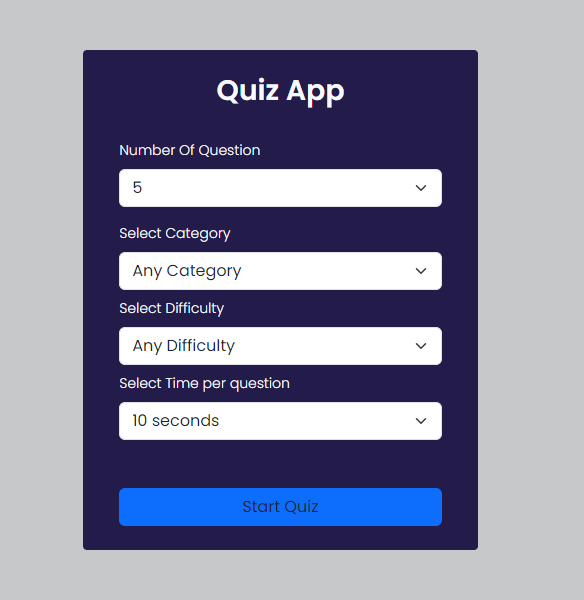 Quiz App
Number Of Question
5
Select Category
Any Category
Select Difficulty
Any Difficulty
Select Time per question
10 seconds
Start Quiz